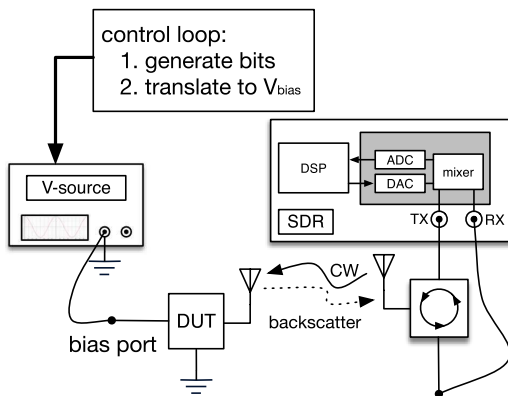 control loop:
1. generate bits
2. translate to Vbias
V-source
DSP
ADC
DAC
mixer
SDR
TX
RX
CW
DUT
backscatter
bias port